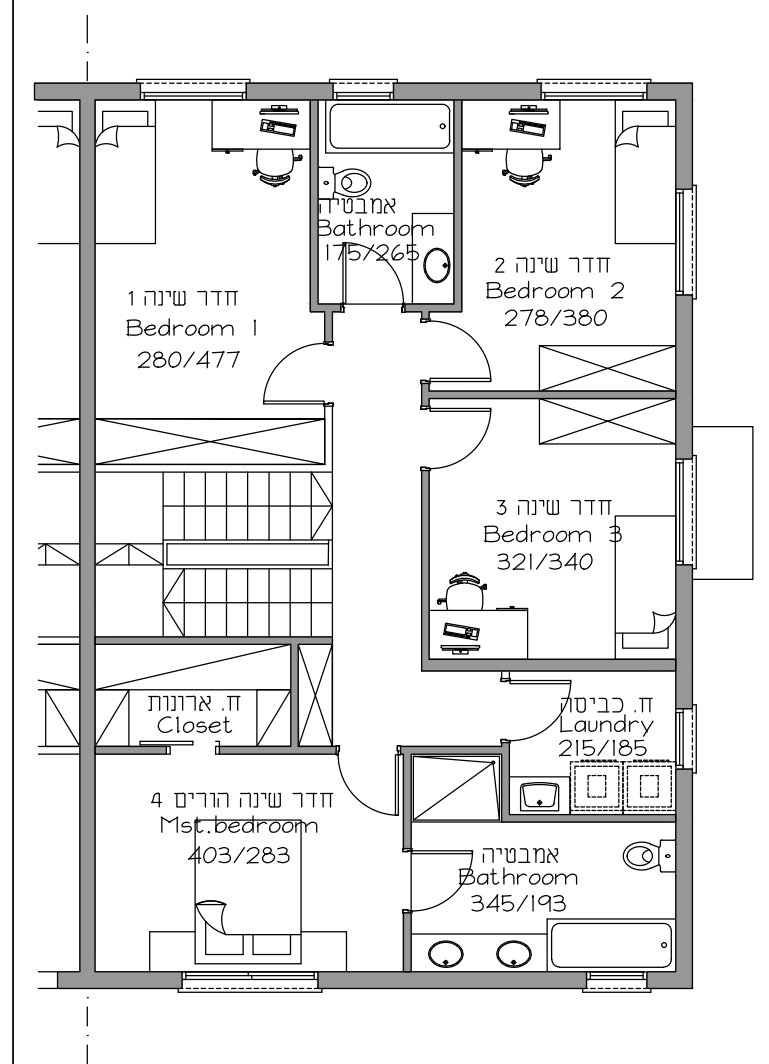 אמבטיה
Bathroom
175/265
חדר שינה 2
Bedroom 2
278/380
חדר שינה 1
Bedroom 1
280/477
חדר שינה 3
Bedroom 3
321/340
ח. ארונות
Closet
ח. כביסה
Laundry
215/185
חדר שינה הורים 4
Mst.bedroom
403/283
אמבטיה
Bathroom
345/193